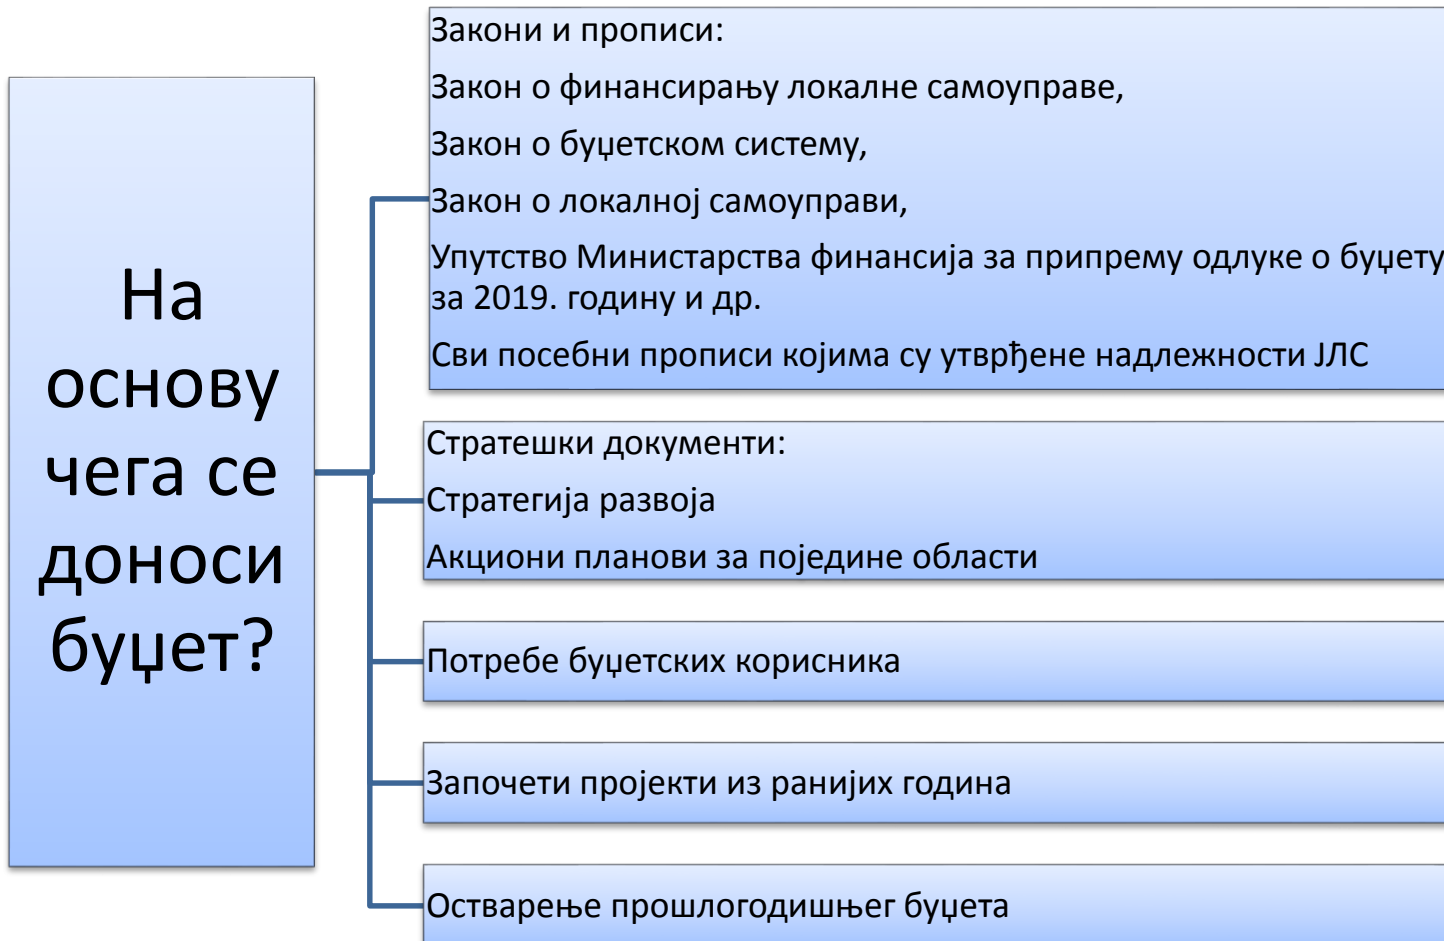 На
основу
чега се
доноси
буџет?
Закони и прописи:
Закон о финансирању локалне самоуправе,
Закон о буџетском систему,
Закон о локалној самоуправи,
Упутство Министарства финансија за припрему одлуке о буџету
за 2019. годину и др.
Сви посебни прописи којима су утврђене надлежности ЈЛС
Стратешки документи:
Стратегија развоја
Акциони планови за поједине области
Потребе буџетских корисника
Започети пројекти из ранијих година
Остварење прошлогодишњег буџета